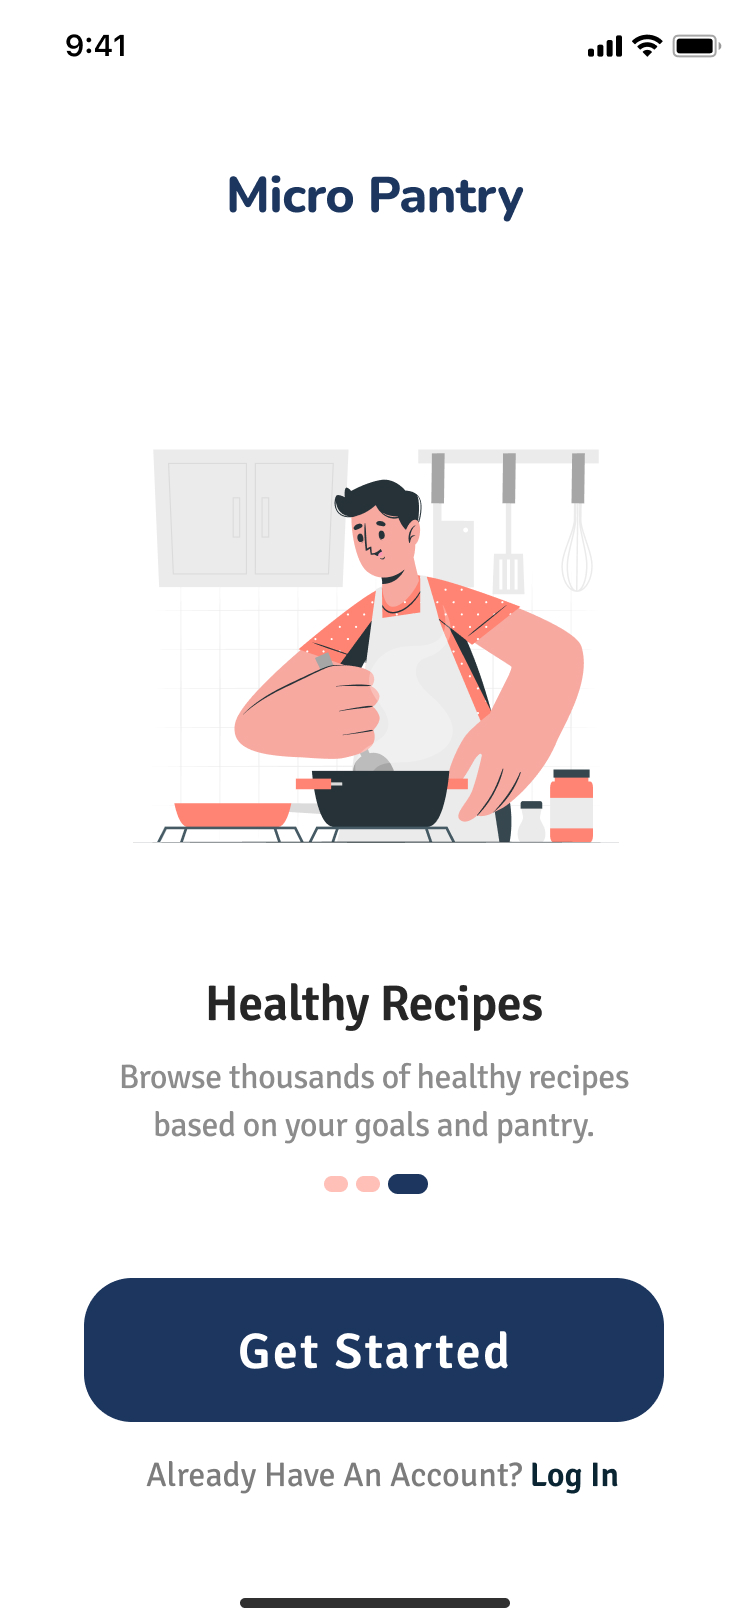 9:41
Micro Pantry
Healthy Recipes
Browse thousands of healthy recipes
based on your goals and pantry.
Get Started
Already Have An Account? Log In